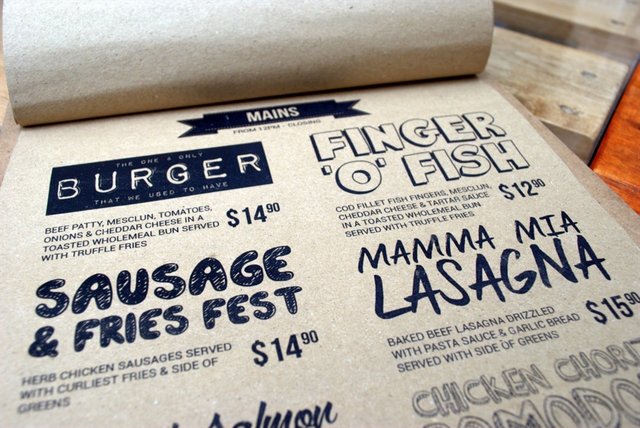 MAINS
FROM 12PM - CLOSING
THE ONE & ONLY
BURGER
THAT WE USED TO HAVE
BEEF PATTY, MESCLUN, TOMATOES,
ONIONS & CHEDDAR CHEESE IN A
TOASTED WHOLEMEAL BUN SERVED
WITH TRUFFLE FRIES
$14.90
FINGER
'O' FISH
COD FILLET FISH FINGERS, MESCLUN,
CHEDDAR CHEESE & TARTAR SAUCE
IN A TOASTED WHOLEMEAL BUN
SERVED WITH TRUFFLE FRIES
$12.90
SAUSAGE
& FRIES FEST
HERB CHICKEN SAUSAGES SERVED
WITH CURLIEST FRIES & SIDE OF
GREENS
$14.90
MAMMA MIA
LASAGNA
BAKED BEEF LASAGNA DRIZZLED
WITH PASTA SAUCE & GARLIC BREAD
SERVED WITH SIDE OF GREENS
$15.90
Salmon
CHICKEN